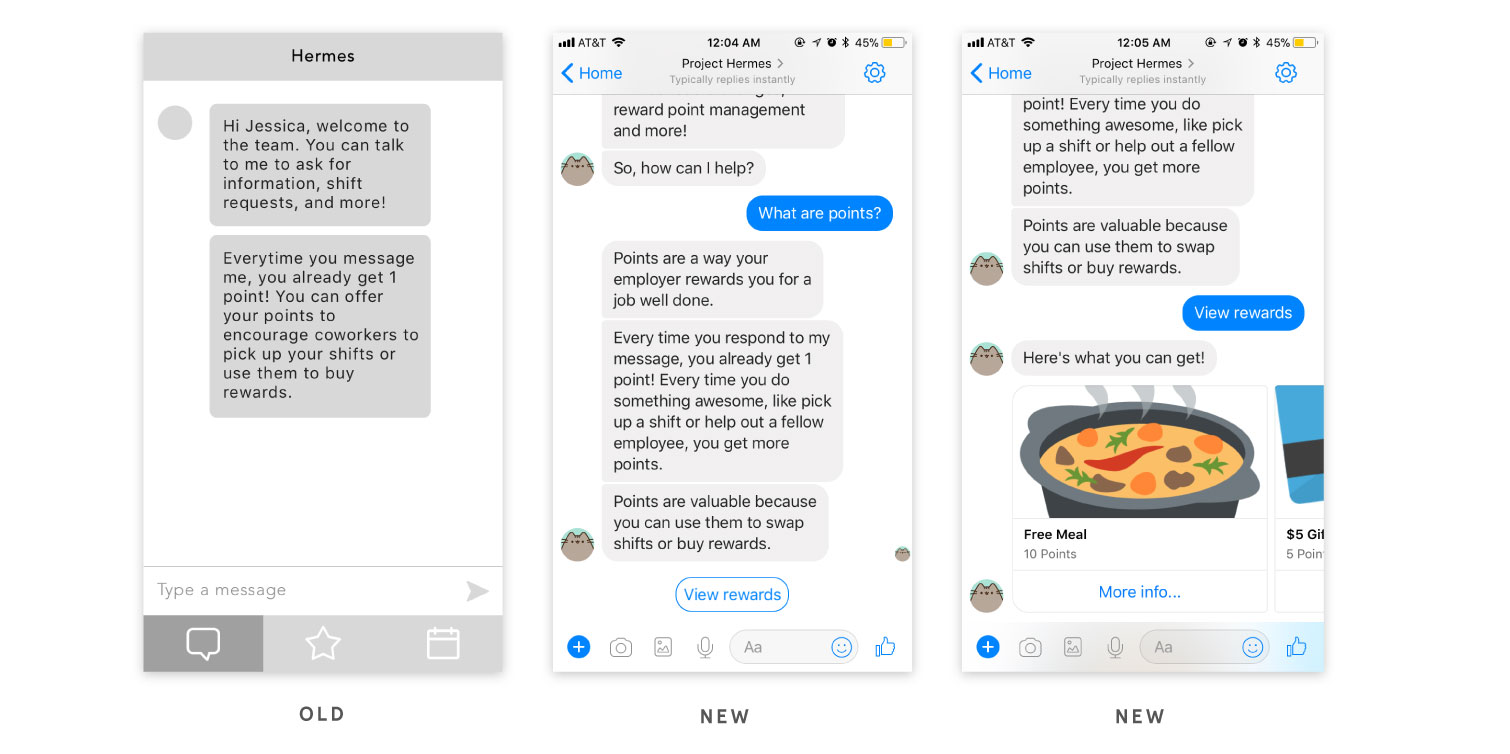 Hermes
Hi Jessica, welcome to
the team. You can talk
to me to ask for
information, shift
requests, and more!
Everytime you message
me, you already get 1
point! You can offer
your points to
encourage coworkers to
pick up your shifts or
use them to buy
rewards.
Type a message
OLD
AT&T
12:04 AM
45%
Home
Project Hermes
Typically replies instantly
reward point management
and more!
So, how can I help?
What are points?
Points are a way your
employer rewards you for a
job well done.
Every time you respond to my
message, you already get 1
point! Every time you do
something awesome, like pick
up a shift or help out a fellow
employee, you get more
points.
Points are valuable because
you can use them to swap
shifts or buy rewards.
View rewards
Aa
NEW
AT&T
12:05 AM
45%
Home
Project Hermes
Typically replies instantly
point! Every time you do
something awesome, like pick
up a shift or help out a fellow
employee, you get more
points.
Points are valuable because
you can use them to swap
shifts or buy rewards.
View rewards
Here's what you can get!
Free Meal
10 Points
More info...
$5 Gif
5 Poin
Aa
NEW